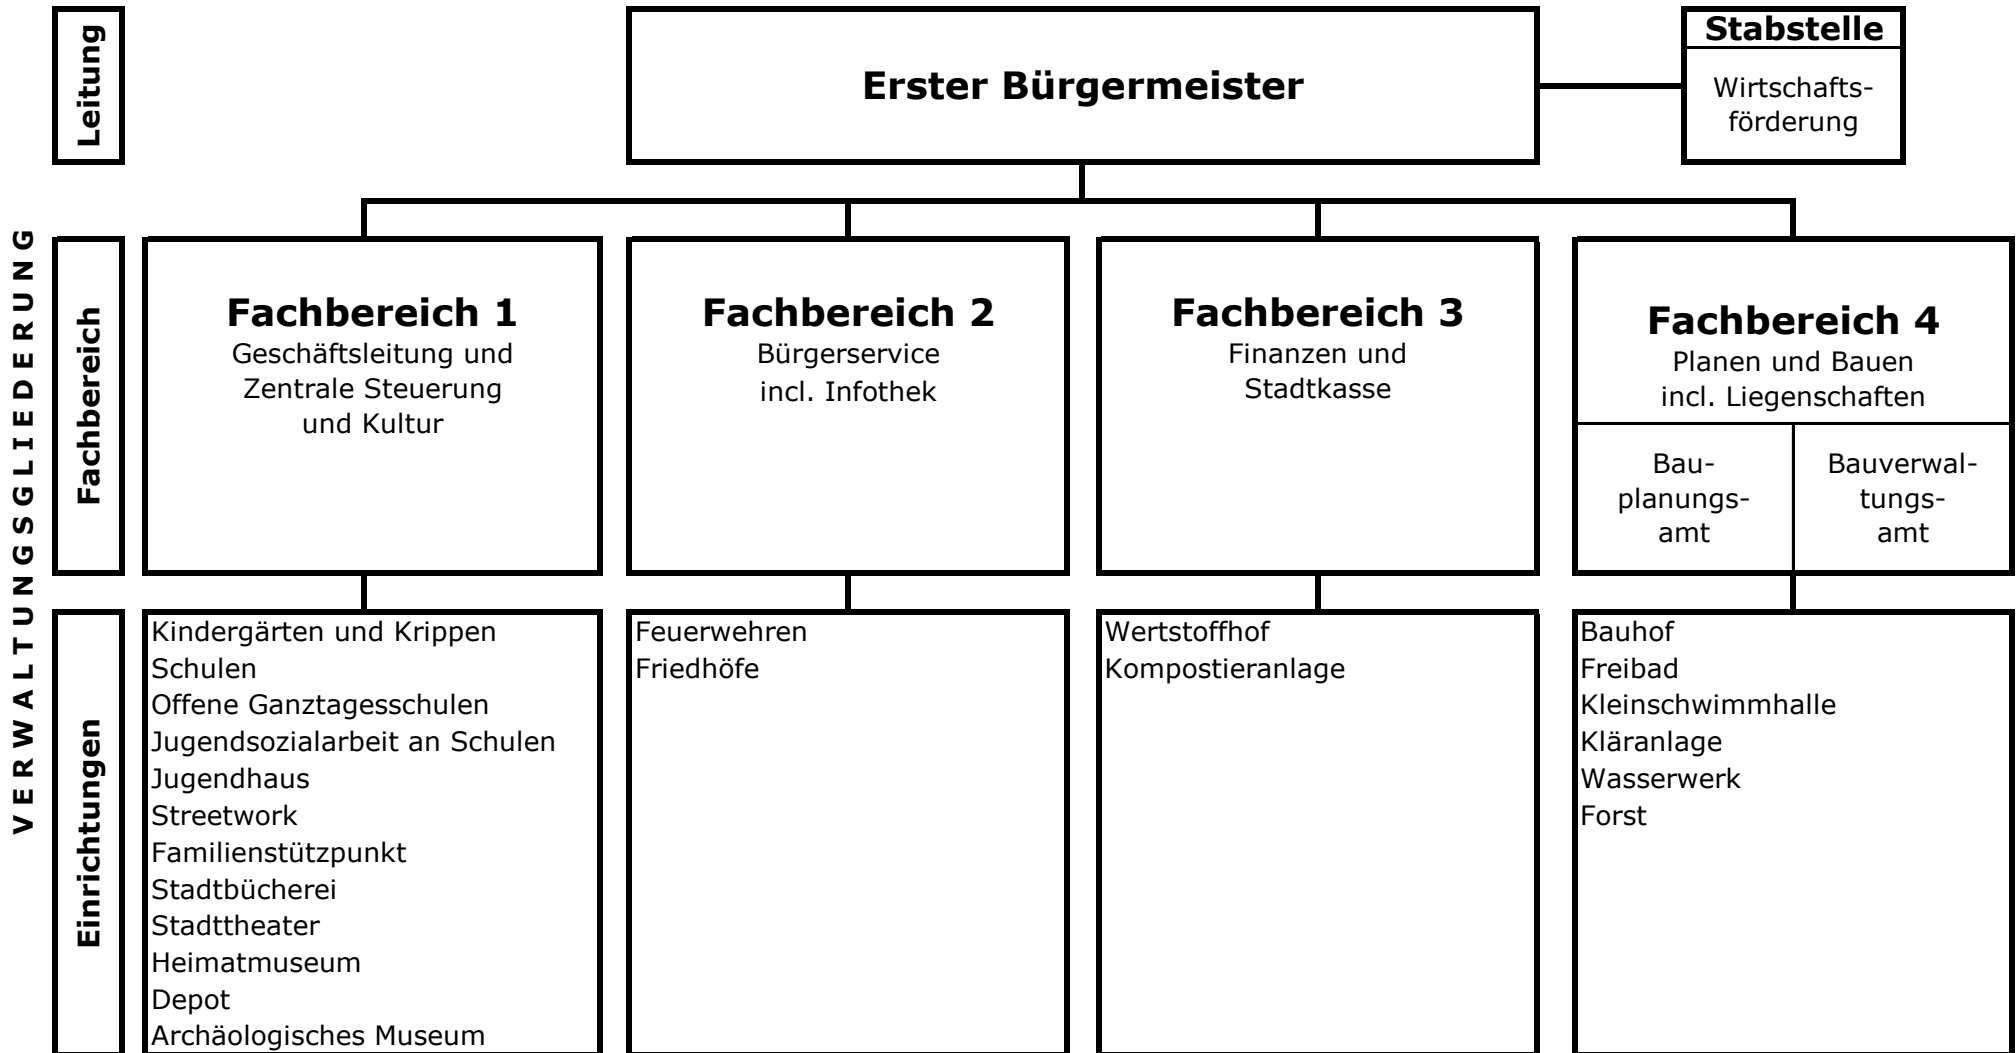 VERWALTUNGSGLIEDERUNG
Leitung
Erster Bürgermeister
Stabstelle
Wirtschafts-
förderung
Fachbereich
Fachbereich 1
Geschäftsleitung und
Zentrale Steuerung
und Kultur
Fachbereich 2
Bürgerservice
incl. Infothek
Fachbereich 3
Finanzen und
Stadtkasse
Fachbereich 4
Planen und Bauen
incl. Liegenschaften
Bau-
planungs-
amt
Bauverwal-
tungs-
amt
Einrichtungen
Kindergärten und Krippen
Schulen
Offene Ganztagesschulen
Jugendsozialarbeit an Schulen
Jugendhaus
Streetwork
Familienstützpunkt
Stadtbücherei
Stadttheater
Heimatmuseum
Depot
Archäologisches Museum
Feuerwehren
Friedhöfe
Wertstoffhof
Kompostieranlage
Bauhof
Freibad
Kleinschwimmhalle
Kläranlage
Wasserwerk
Forst